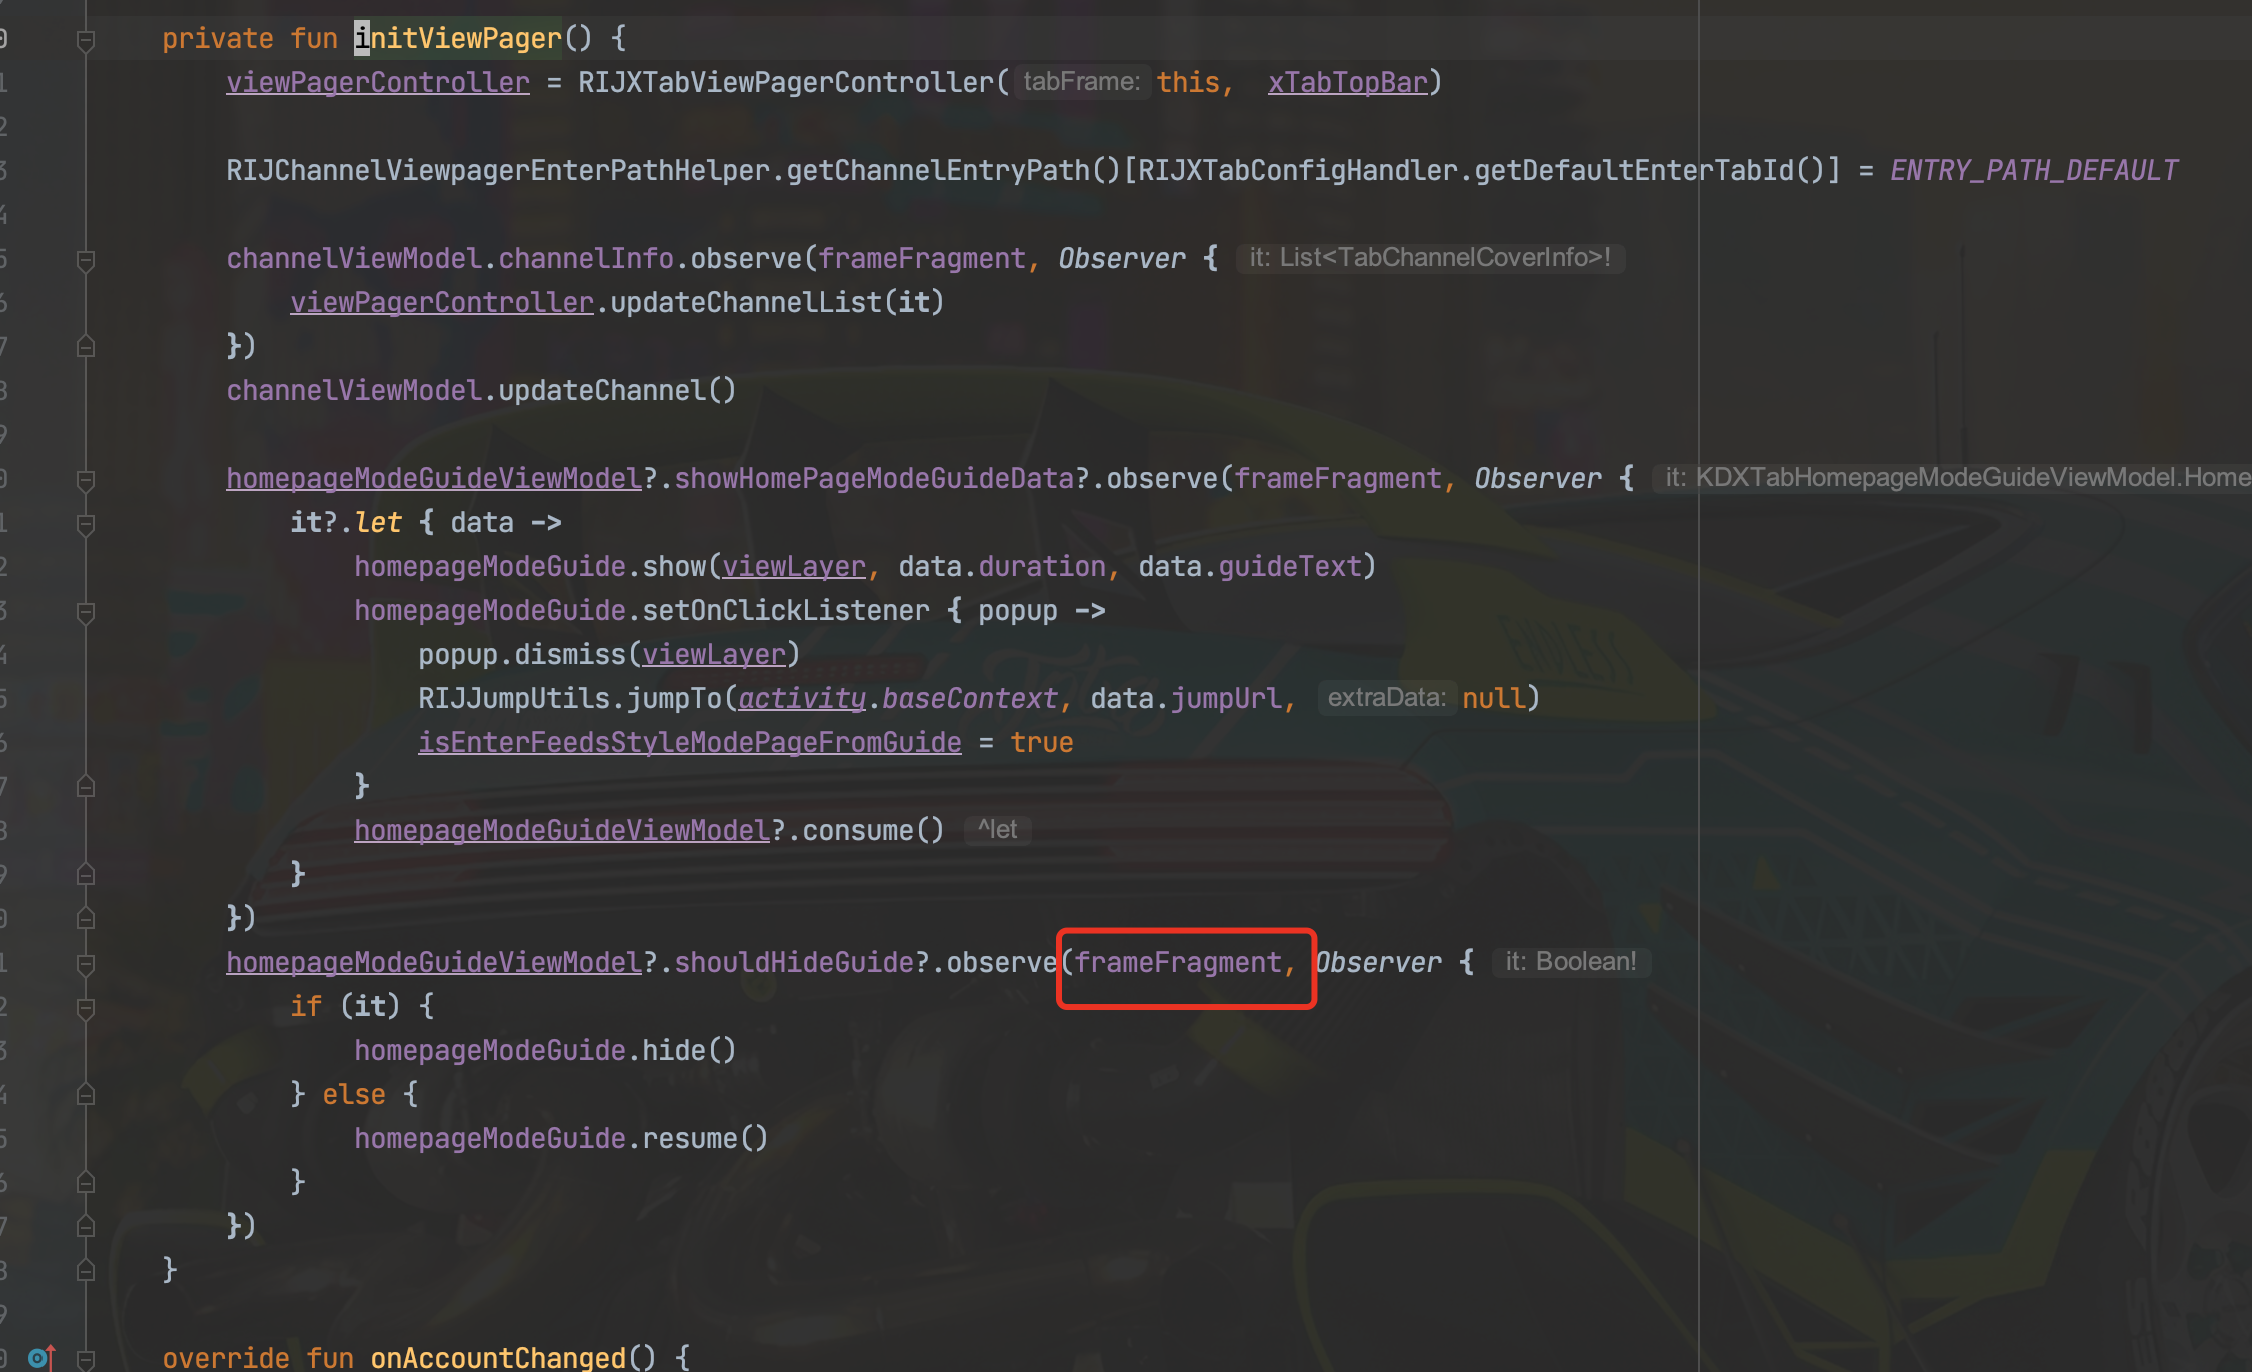 private fun initViewPager() {
viewPagerController = RIJXTabViewPagerController( tabFrame: this, xTabTopBar)
RIJChannelViewpagerEnterPathHelper.getChannelEntryPath()[RIJXTabConfigHandler.getDefaultEnterTabId()] = ENTRY_PATH_DEFAULT
channelViewModel.channelInfo.observe(frameFragment, Observer { it: List<TabChannelCoverInfo>!
viewPagerController.updateChannelList(it)
})
channelViewModel.updateChannel()
homepageModeGuideViewModel?.showHomePageModeGuideData?.observe(frameFragment, Observer { it: KDXTabHomepageModeGuideViewModel.Home
it?.let { data ->
homepageModeGuide.show(viewLayer, data.duration, data.guideText)
homepageModeGuide.setOnClickListener { popup ->
popup.dismiss(viewLayer)
RIJJumpUtils.jumpTo(activity.baseContext, data.jumpUrl, extraData: null)
isEnterFeedsStyleModePageFromGuide = true
}
homepageModeGuideViewModel?.consume() ^let
}
})
homepageModeGuideViewModel?.shouldHideGuide?.observe(frameFragment, Observer { it: Boolean!
if (it) {
homepageModeGuide.hide()
} else {
homepageModeGuide.resume()
}
})
}
override fun onAccountChanged() {